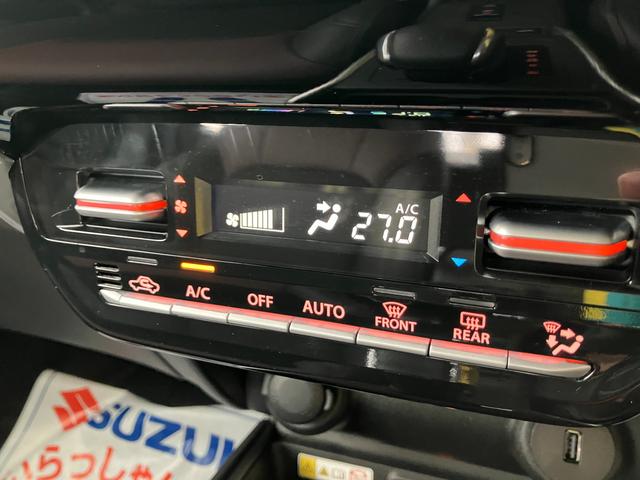 A/C
27.0
A/C OFF AUTO FRONT REAR
SUZUKI
いらっしゃ